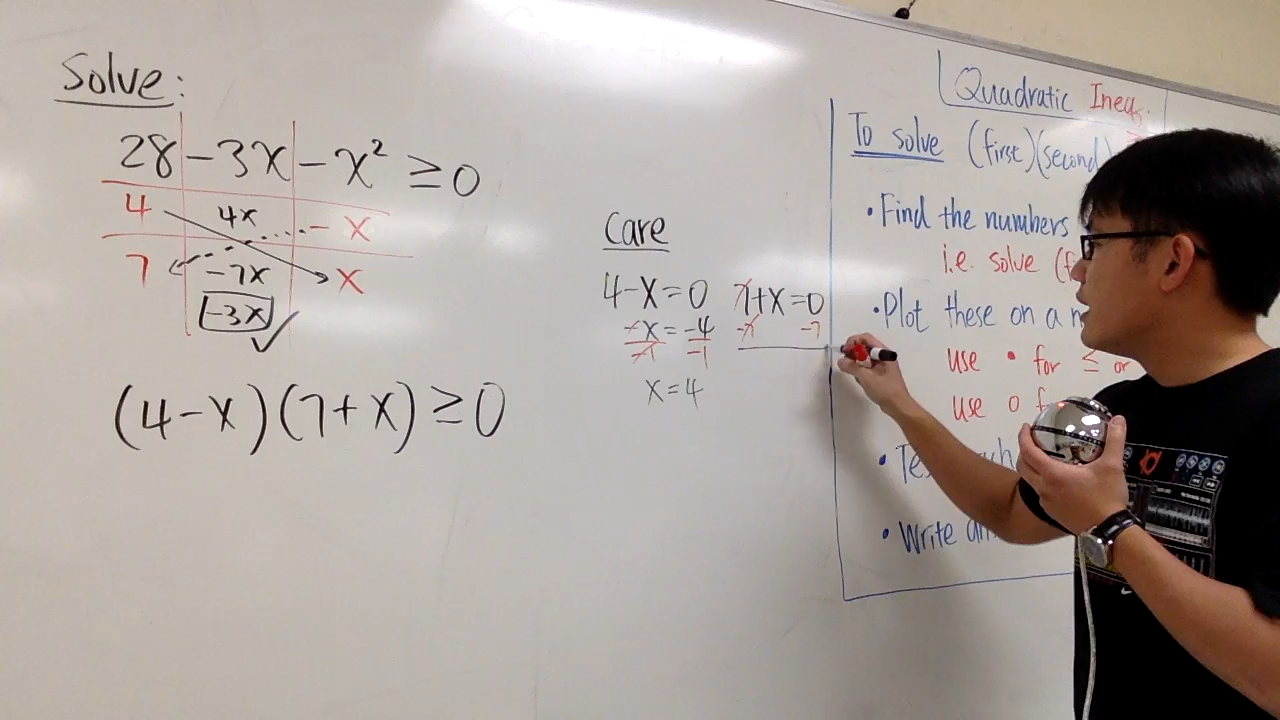 Solve:
28 - 3x - x² ≥ 0
4 4x - x
7 -7x x
-3x
(4-x)(7+x) ≥ 0
Care
4-x=0
-x = -4
-1 -1
x=4
7+x=0
-7 -7
Quadratic Ineq.
To solve (first)(second)
• Find the numbers
i.e. solve
• Plot these on a
use • for ≤ or
use o
•
• Write